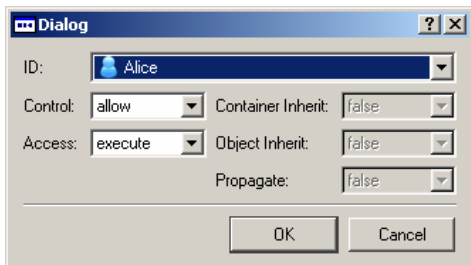 Dialog
ID: Alice
Control: allow Container Inherit: false
Access: execute Object Inherit: false
Propagate: false
OK Cancel